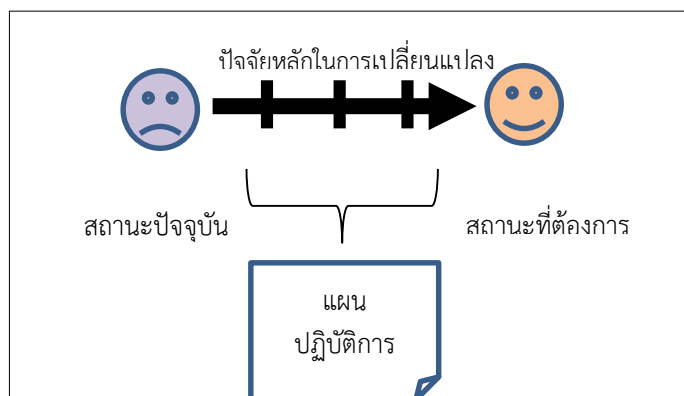 ปัจจัยหลักในการเปลี่ยนแปลง
สถานะปัจจุบัน
สถานะที่ต้องการ
แผน
ปฏิบัติการ